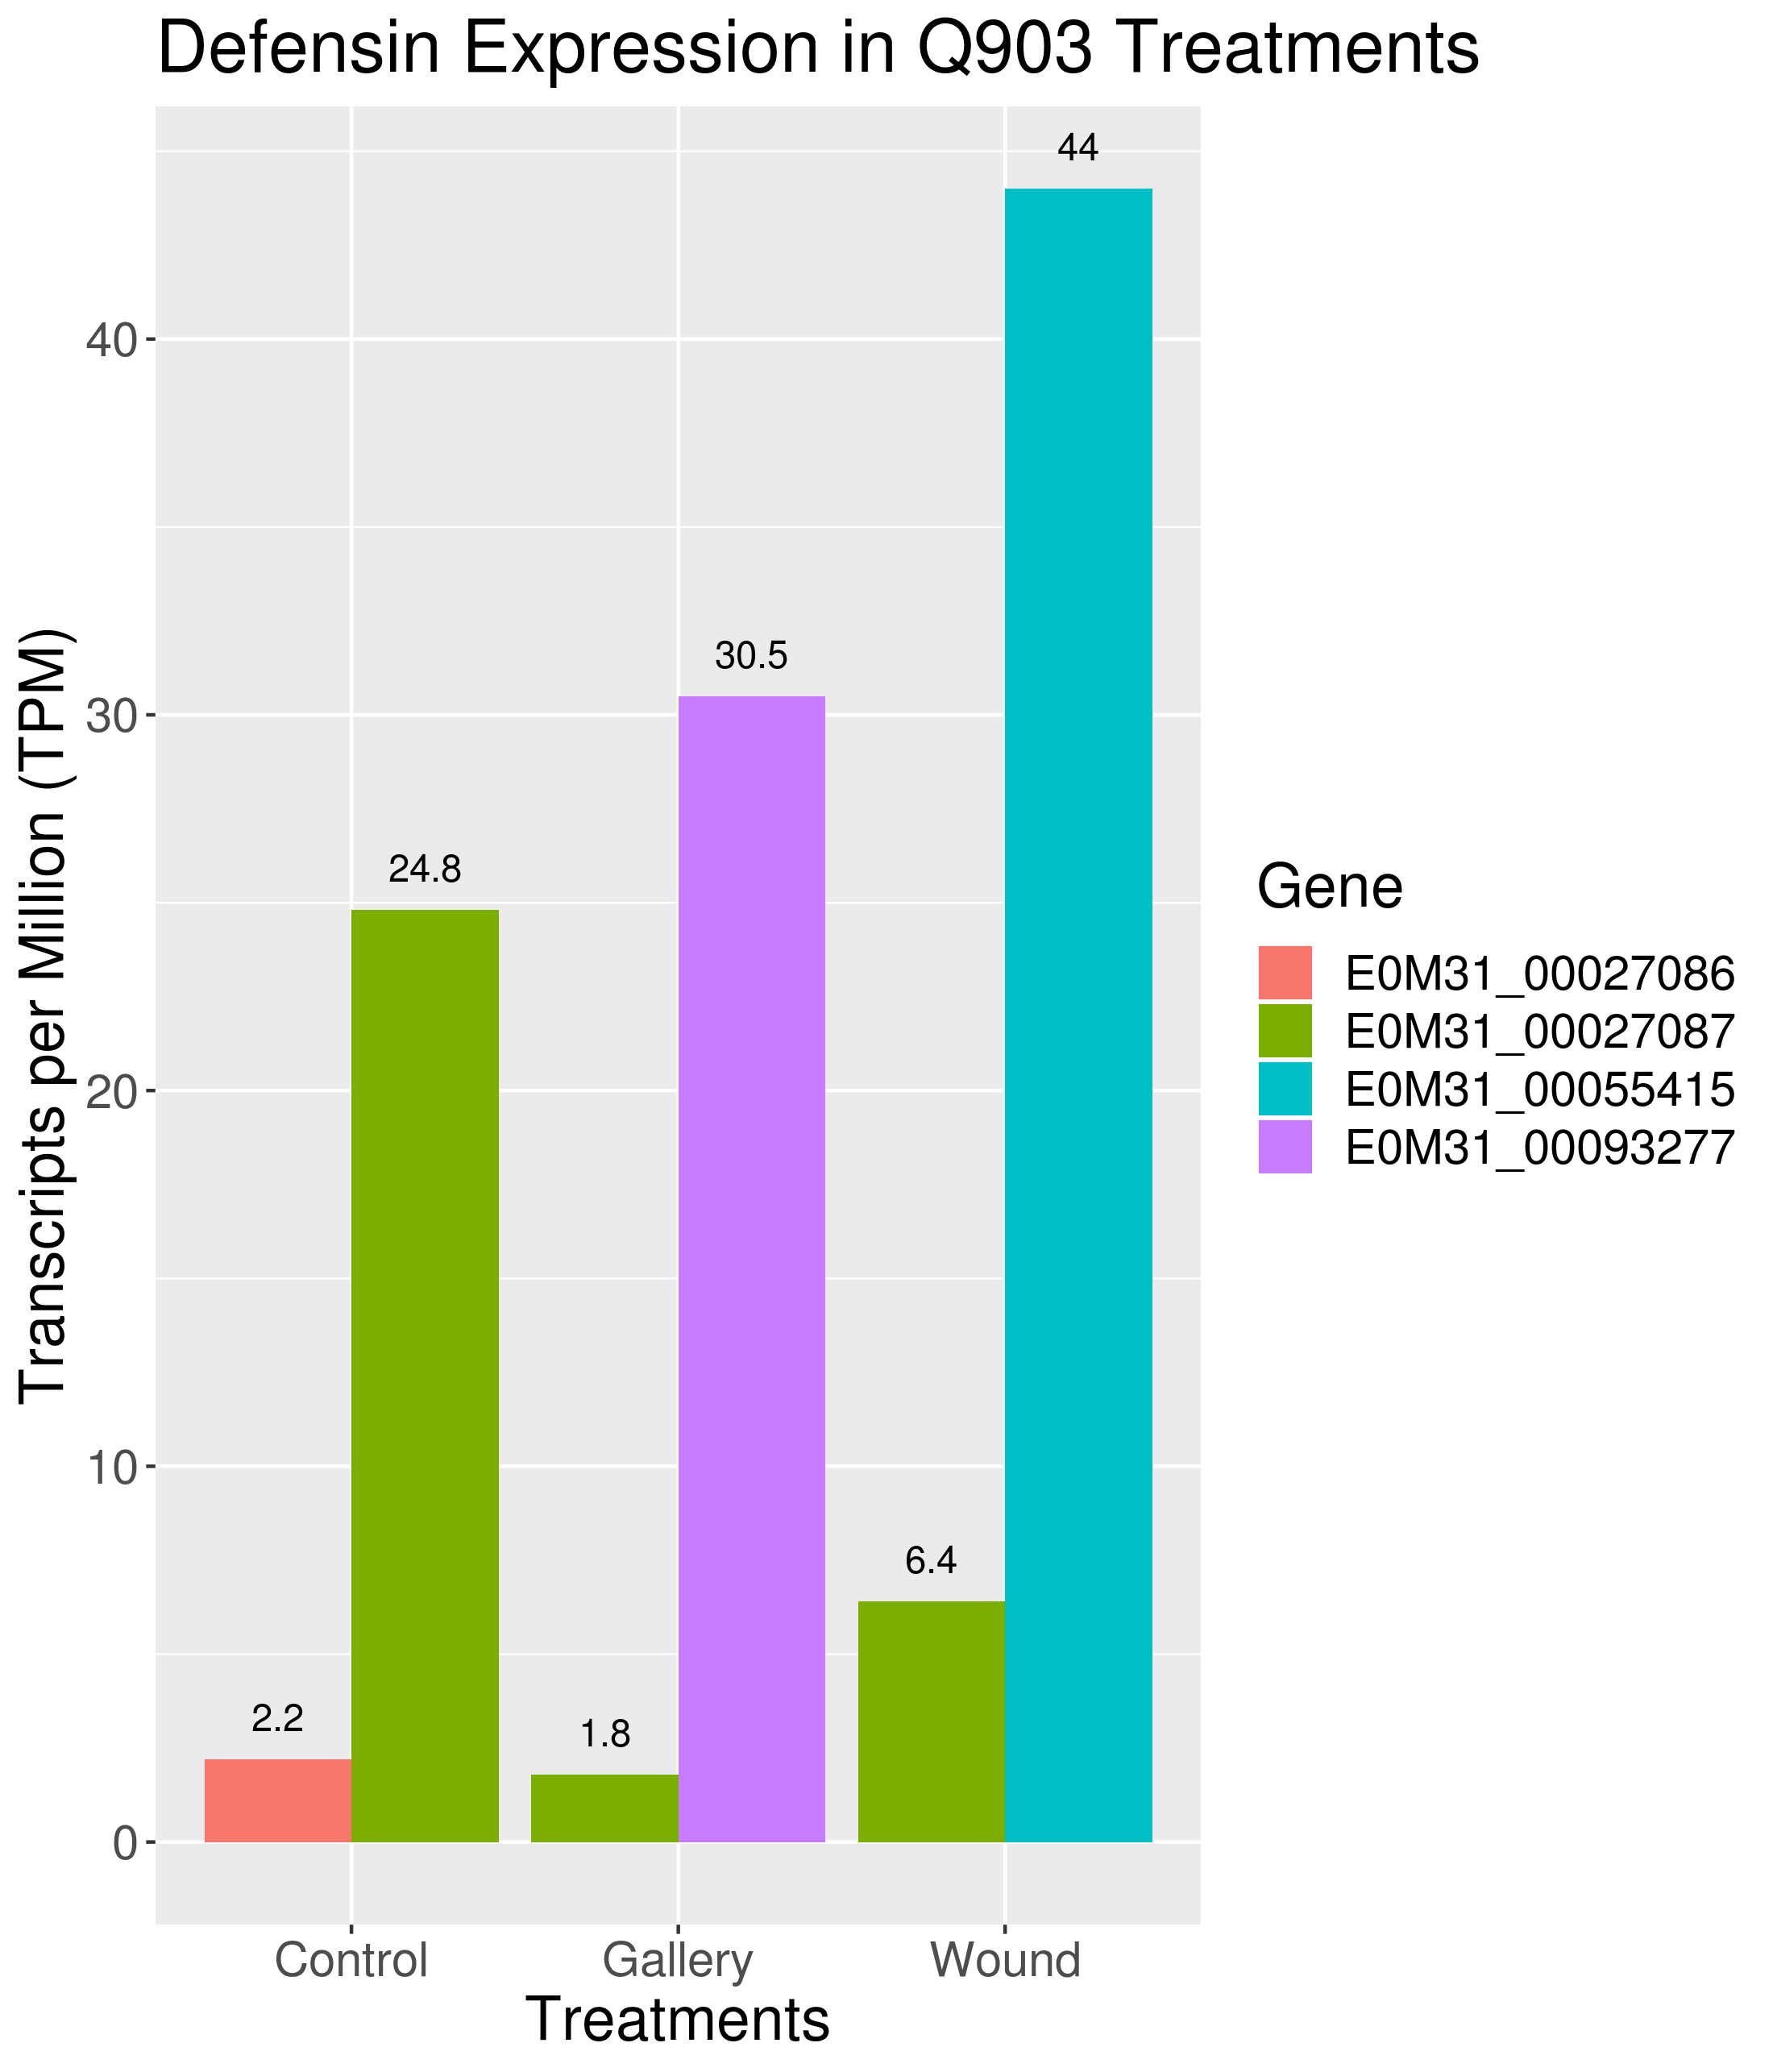 Defensin Expression in Q903 Treatments
Transcripts per Million (TPM)
40
30
20
10
0
44
30.5
24.8
6.4
2.2
1.8
Control Gallery Wound
Treatments
Gene
E0M31_00027086
E0M31_00027087
E0M31_00055415
E0M31_00093277